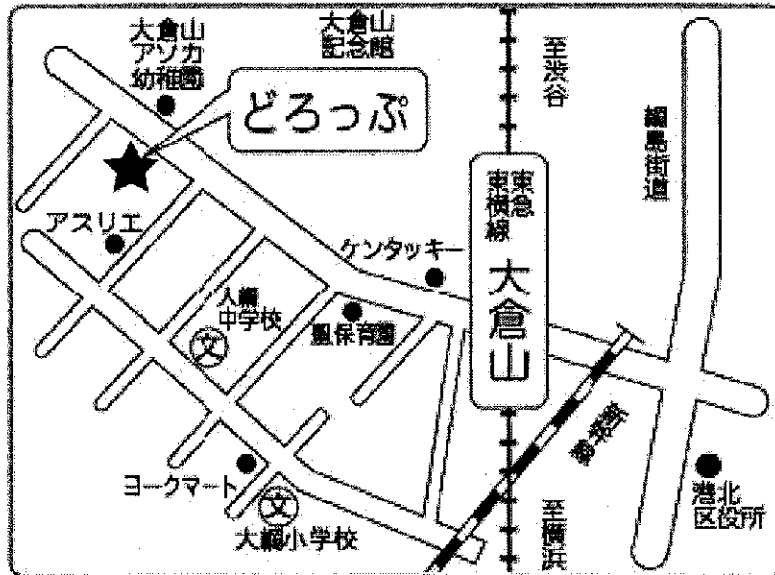 大倉山
アソカ
幼稚園
大倉山
記念館
至渋谷
綱島街道
どろっぷ
東急
東横線
大倉山
アスリエ
ケンタッキー
大綱
中学校
文
凰保育園
新幹線
ヨークマート
文
大綱小学校
至横浜
港北
区役所